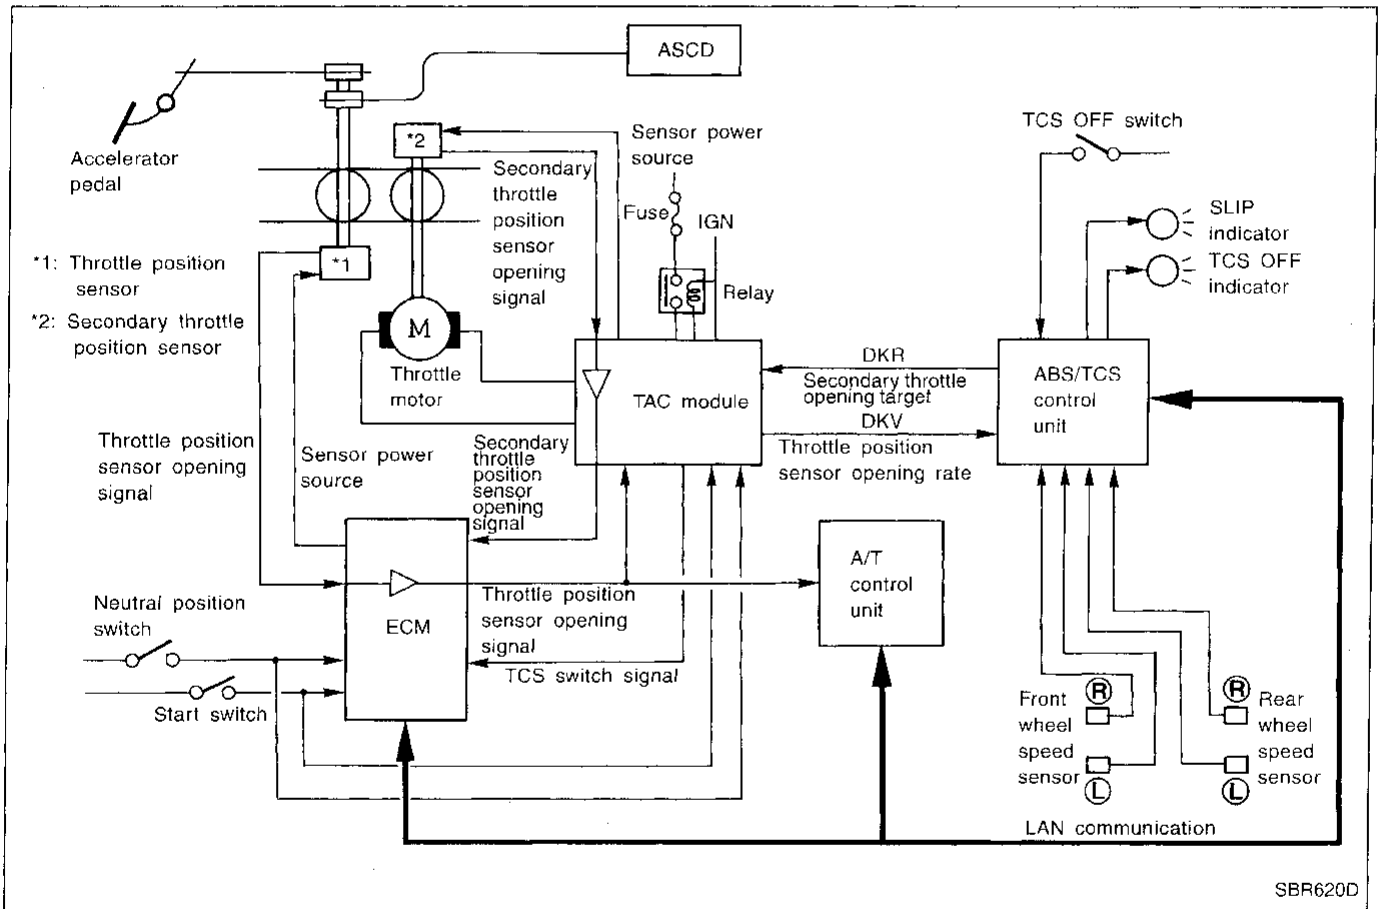 ASCD
Accelerator
pedal
*2
Sensor power
source
Fuse
IGN
Relay
TCS OFF switch
SLIP
indicator
TCS OFF
indicator
Secondary
throttle
position
sensor
opening
signal
*1
*1: Throttle position
sensor
*2: Secondary throttle
position sensor
M
Throttle
motor
TAC module
DKR
Secondary throttle
opening target
DKV
Throttle position
sensor opening rate
ABS/TCS
control
unit
Throttle position
sensor opening
signal
Sensor power
source
Secondary
throttle
position
sensor
opening
signal
ECM
Throttle position
sensor opening
signal
A/T
control
unit
TCS switch signal
Neutral position
switch
Start switch
Front
wheel
speed
sensor
R
L
R
L
Rear
wheel
speed
sensor
LAN communication
SBR620D